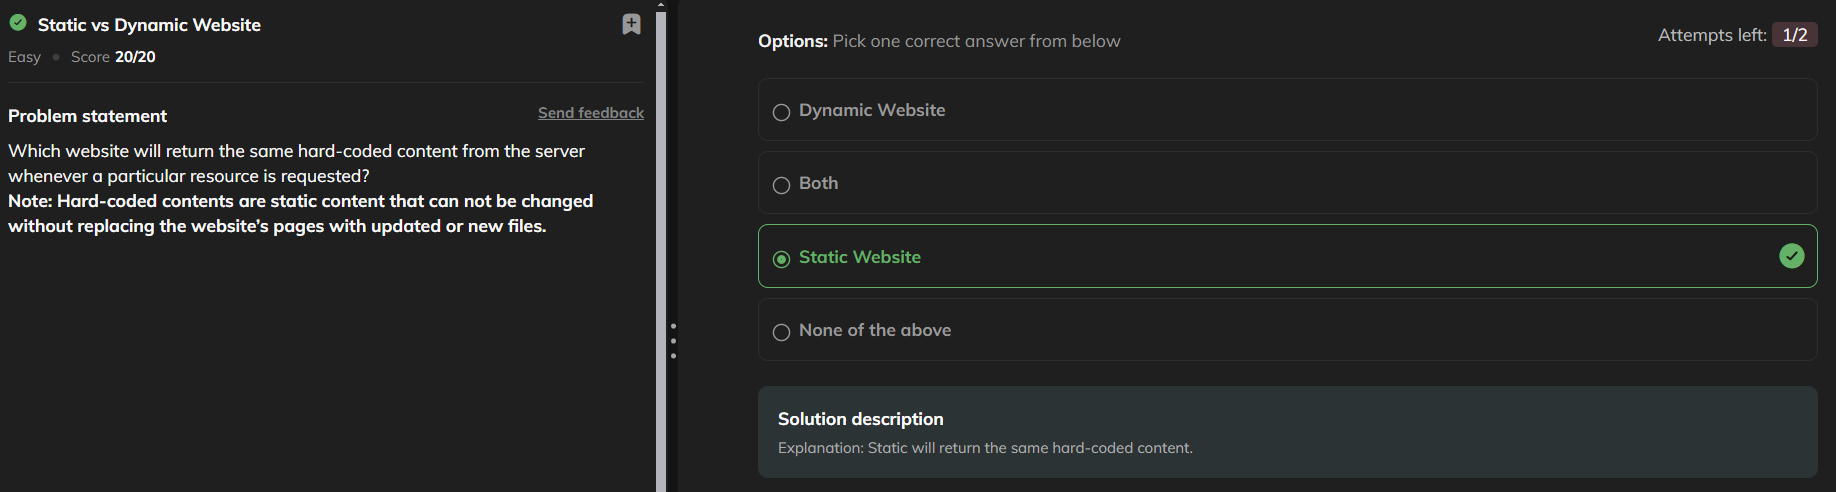 Static vs Dynamic Website
Easy • Score 20/20
Problem statement
Send feedback
Which website will return the same hard-coded content from the server
whenever a particular resource is requested?
Note: Hard-coded contents are static content that can not be changed
without replacing the website's pages with updated or new files.
Options: Pick one correct answer from below
Attempts left: 1/2
Dynamic Website
Both
Static Website
None of the above
Solution description
Explanation: Static will return the same hard-coded content.